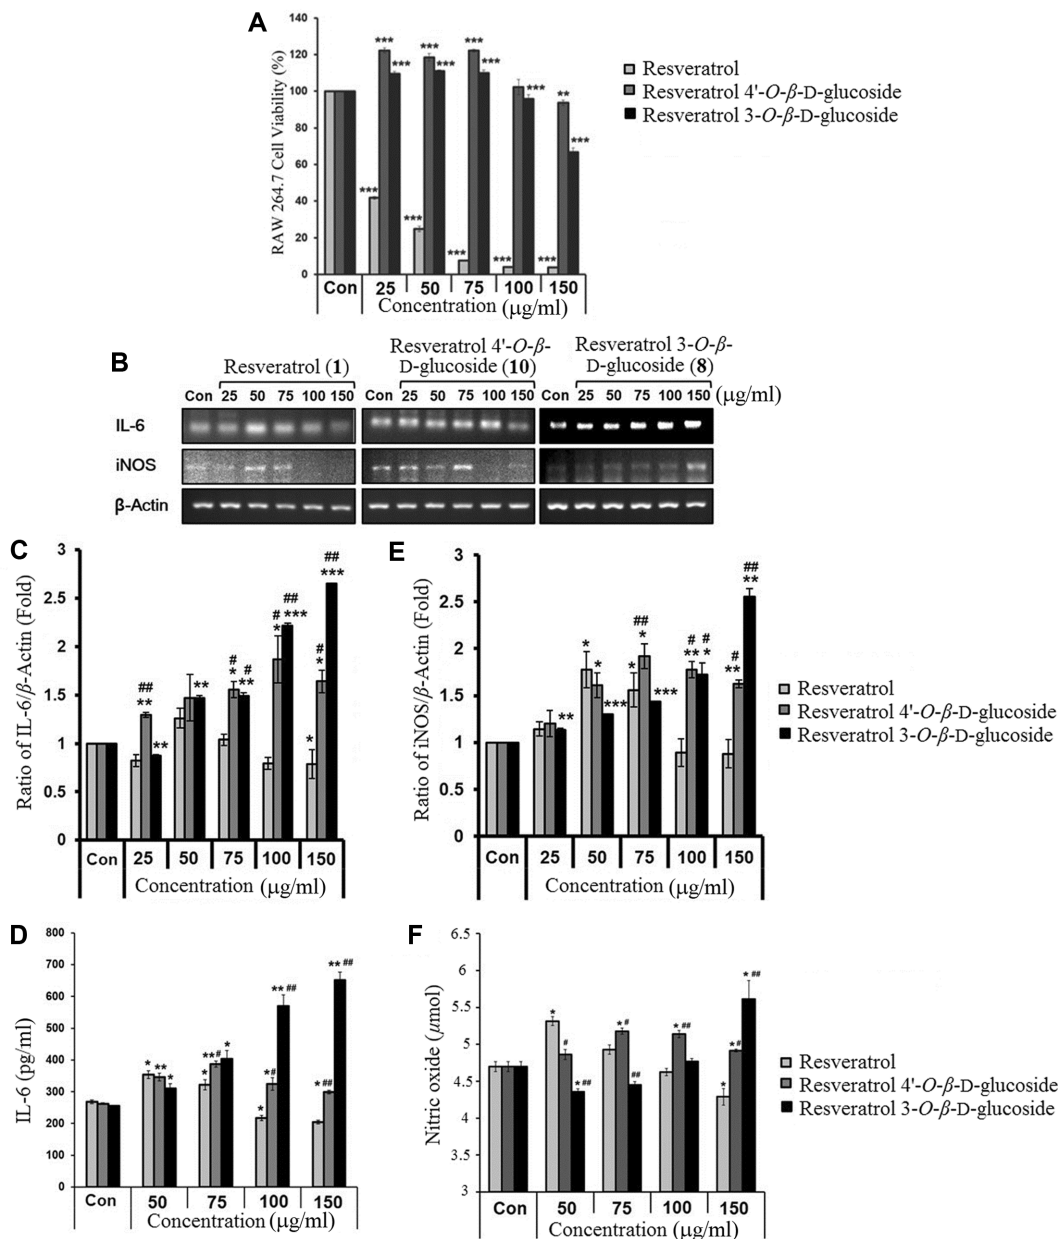 A
140
120
100
80
60
40
20
0
RAW 264.7 Cell Viability (%)
*** *** *** *** *** *** *** **
*** *** *** *** *** ***
Con 25 50 75 100 150
Concentration (µg/ml)
Resveratrol
Resveratrol 4'-O-β-D-glucoside
Resveratrol 3-O-β-D-glucoside
B
Resveratrol (1)
Resveratrol 4'-O-β-
D-glucoside (10)
Resveratrol 3-O-β-
D-glucoside (8)
Con 25 50 75 100 150 Con 25 50 75 100 150 Con 25 50 75 100 150 (µg/ml)
IL-6
iNOS
β-Actin
C
3
2.5
2
1.5
1
0.5
0
Ratio of IL-6/β-Actin (Fold)
## ** ** ** # * # ** # * ## *** * # * ## ***
Con 25 50 75 100 150
Concentration (µg/ml)
E
3
2.5
2
1.5
1
0.5
0
Ratio of iNOS/β-Actin (Fold)
** * * *** * ## * *** # ** # * # ** ## **
Con 25 50 75 100 150
Concentration (µg/ml)
Resveratrol
Resveratrol 4'-O-β-D-glucoside
Resveratrol 3-O-β-D-glucoside
D
800
700
600
500
400
300
200
100
0
IL-6 (pg/ml)
* ** * * ** # * * * # ** ## * ## ** ##
Con 50 75 100 150
Concentration (µg/ml)
F
6.5
6
5.5
5
4.5
4
3.5
3
Nitric oxide (µmol)
* # * ## * # ## * ## * * # * ##
Con 50 75 100 150
Concentration (µg/ml)
Resveratrol
Resveratrol 4'-O-β-D-glucoside
Resveratrol 3-O-β-D-glucoside